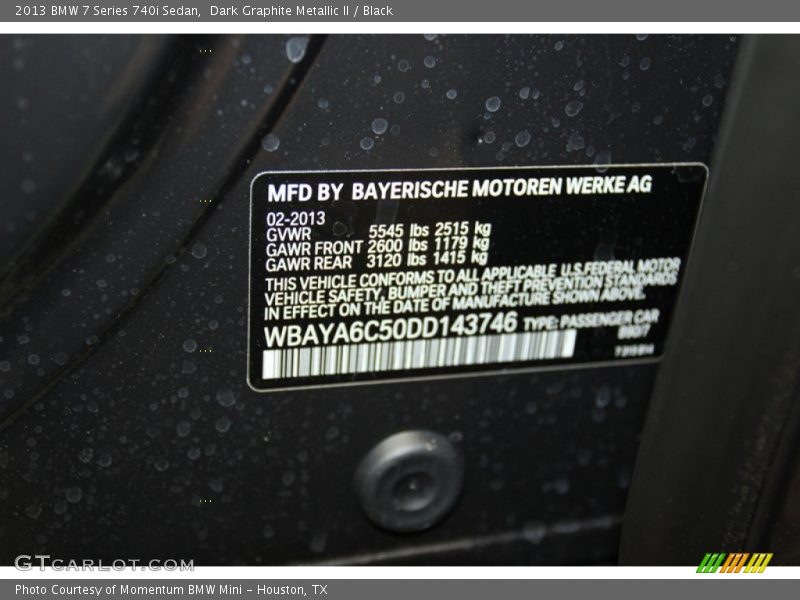 2013 BMW 7 Series 740i Sedan, Dark Graphite Metallic II / Black
MFD BY BAYERISCHE MOTOREN WERKE AG
02-2013
GVWR 5545 lbs 2515 kg
GAWR FRONT 2600 lbs 1179 kg
GAWR REAR 3120 lbs 1415 kg
THIS VEHICLE CONFORMS TO ALL APPLICABLE U.S.FEDERAL MOTOR
VEHICLE SAFETY, BUMPER AND THEFT PREVENTION STANDARDS
IN EFFECT ON THE DATE OF MANUFACTURE SHOWN ABOVE.
WBAYA6C50DD143746 TYPE: PASSENGER CAR
GTcarlot.com
Photo Courtesy of Momentum BMW Mini - Houston, TX